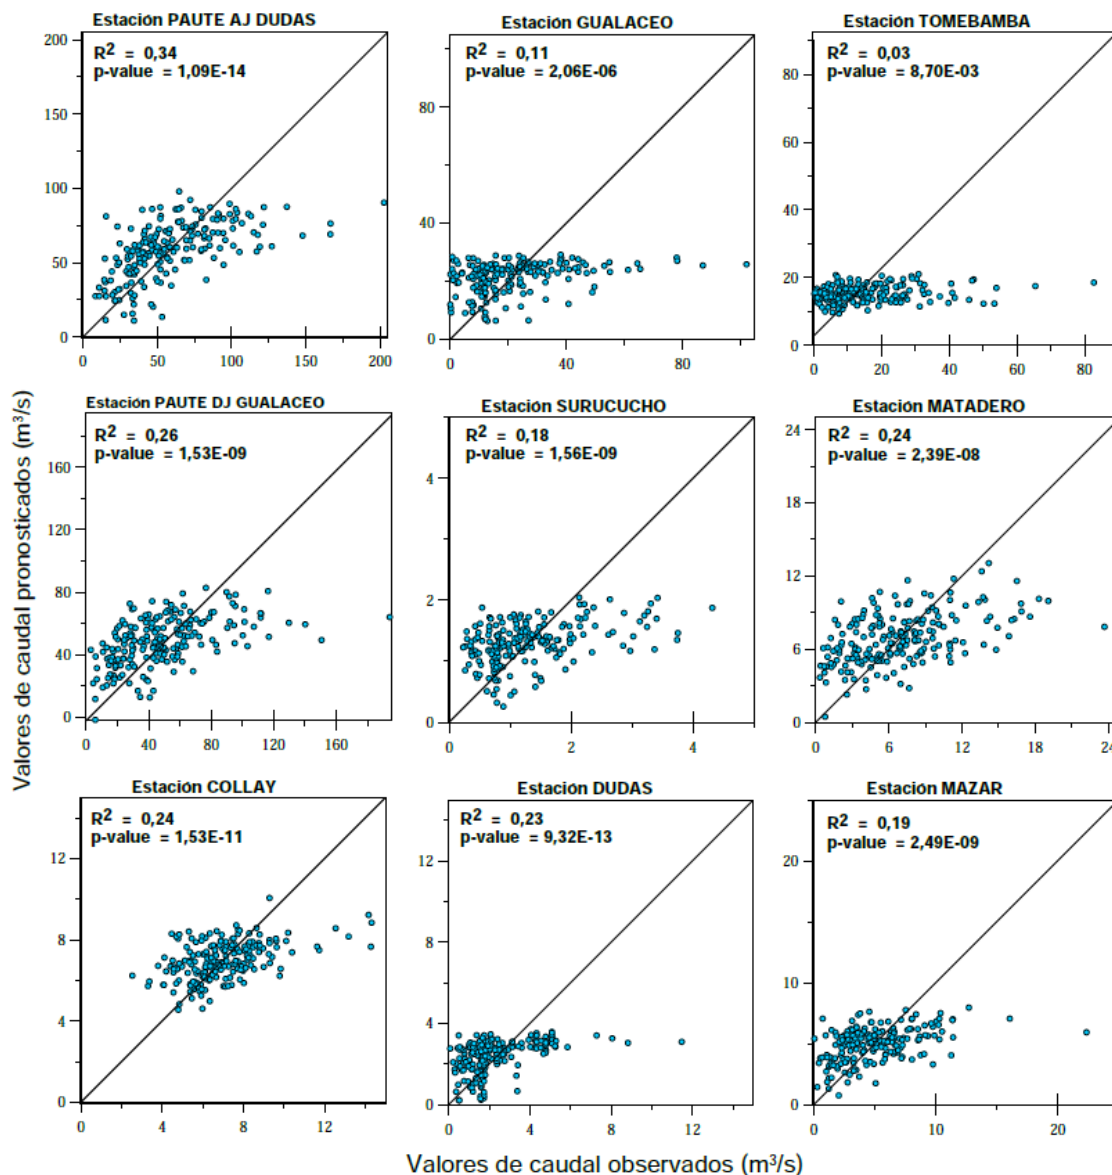 Estación PAUTE AJ DUDAS
R² = 0,34
p-value = 1,09E-14
200
150
100
50
0
0 50 100 150 200
Estación GUALACEO
R² = 0,11
p-value = 2,06E-06
80
40
0
0 40 80
Estación TOMEBAMBA
R² = 0,03
p-value = 8,70E-03
80
60
40
20
0
0 20 40 60 80
Valores de caudal pronosticados (m³/s)
Estación PAUTE DJ GUALACEO
R² = 0,26
p-value = 1,53E-09
160
120
80
40
0
0 40 80 120 160
Estación SURUCUCHO
R² = 0,18
p-value = 1,56E-09
4
2
0
0 2 4
Estación MATADERO
R² = 0,24
p-value = 2,39E-08
24
18
12
6
0
0 6 12 18 24
Estación COLLAY
R² = 0,24
p-value = 1,53E-11
12
8
4
0
0 4 8 12
Estación DUDAS
R² = 0,23
p-value = 9,32E-13
12
8
4
0
0 4 8 12
Estación MAZAR
R² = 0,19
p-value = 2,49E-09
20
10
0
0 10 20
Valores de caudal observados (m³/s)